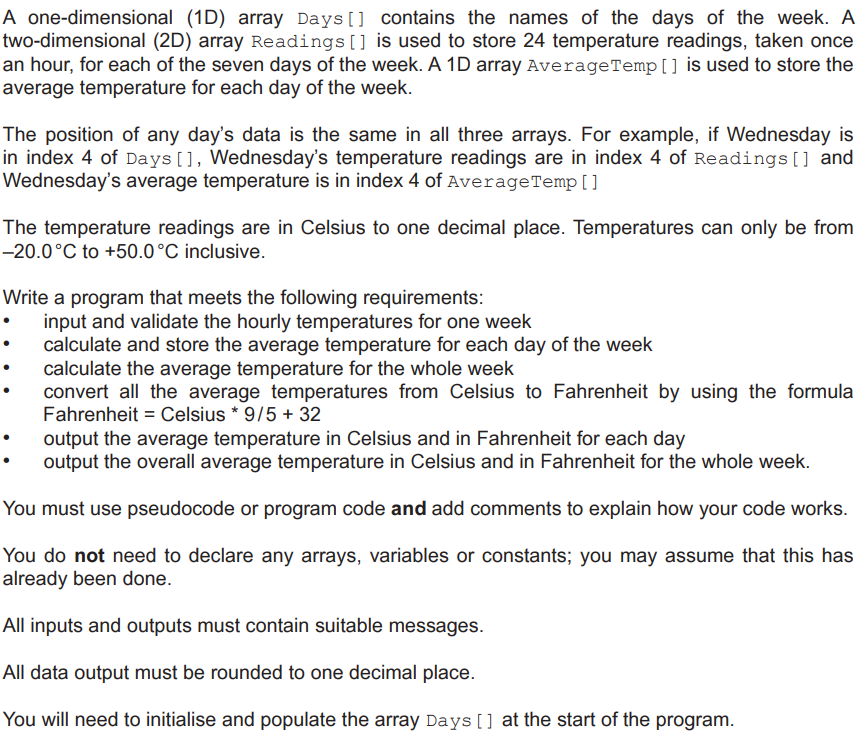 A one-dimensional (1D) array Days[] contains the names of the days of the week. A
two-dimensional (2D) array Readings[] is used to store 24 temperature readings, taken once
an hour, for each of the seven days of the week. A 1D array AverageTemp[] is used to store the
average temperature for each day of the week.
The position of any day's data is the same in all three arrays. For example, if Wednesday is
in index 4 of Days[], Wednesday's temperature readings are in index 4 of Readings[] and
Wednesday's average temperature is in index 4 of AverageTemp[]
The temperature readings are in Celsius to one decimal place. Temperatures can only be from
–20.0 °C to +50.0 °C inclusive.
Write a program that meets the following requirements:
• input and validate the hourly temperatures for one week
• calculate and store the average temperature for each day of the week
• calculate the average temperature for the whole week
• convert all the average temperatures from Celsius to Fahrenheit by using the formula
Fahrenheit = Celsius * 9/5 + 32
• output the average temperature in Celsius and in Fahrenheit for each day
• output the overall average temperature in Celsius and in Fahrenheit for the whole week.
You must use pseudocode or program code and add comments to explain how your code works.
You do not need to declare any arrays, variables or constants; you may assume that this has
already been done.
All inputs and outputs must contain suitable messages.
All data output must be rounded to one decimal place.
You will need to initialise and populate the array Days[] at the start of the program.